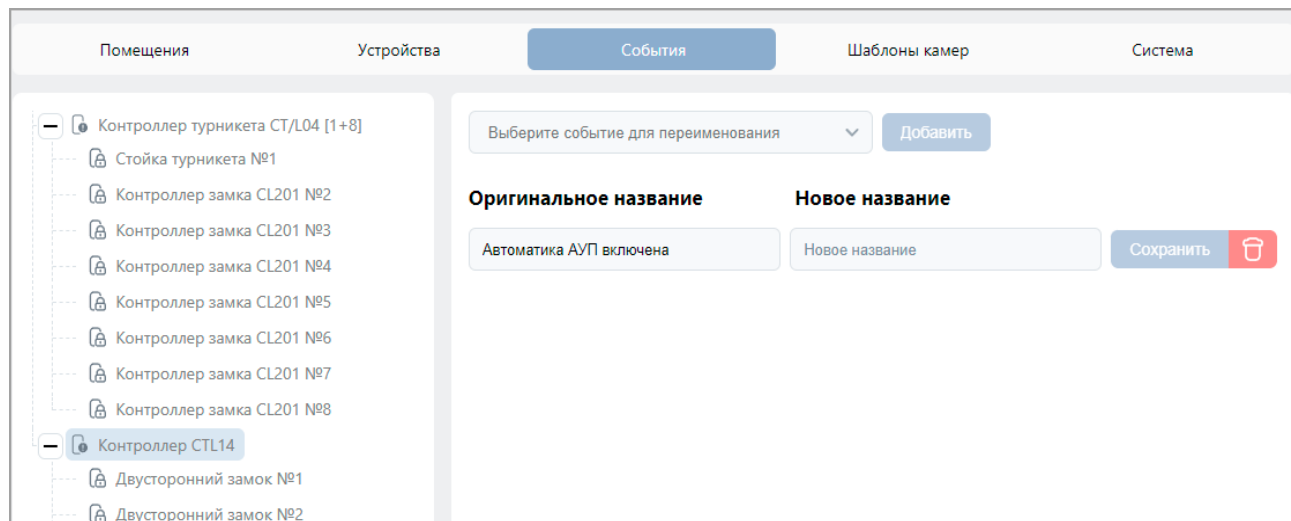 Помещения
Устройства
События
Шаблоны камер
Система
Контроллер турникета CT/L04 [1+8]
Стойка турникета №1
Контроллер замка CL201 №2
Контроллер замка CL201 №3
Контроллер замка CL201 №4
Контроллер замка CL201 №5
Контроллер замка CL201 №6
Контроллер замка CL201 №7
Контроллер замка CL201 №8
Контроллер CTL14
Двусторонний замок №1
Двусторонний замок №2
Выберите событие для переименования
Добавить
Оригинальное название
Новое название
Автоматика АУП включена
Новое название
Сохранить